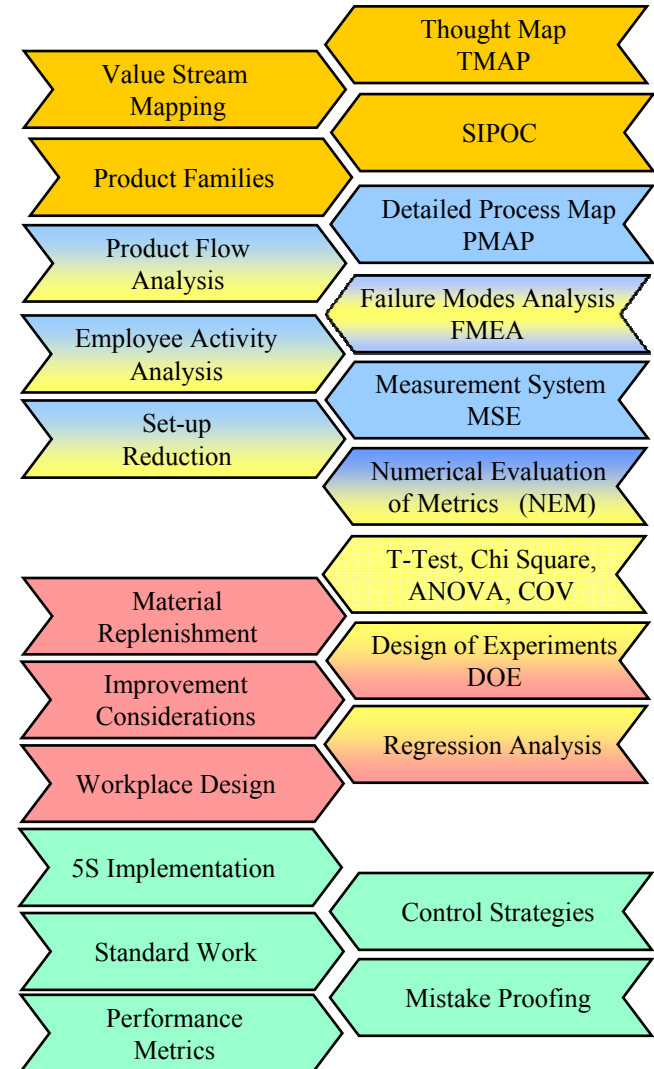 Thought Map
TMAP
Value Stream
Mapping
SIPOC
Product Families
Detailed Process Map
PMAP
Product Flow
Analysis
Failure Modes Analysis
FMEA
Employee Activity
Analysis
Measurement System
MSE
Set-up
Reduction
Numerical Evaluation
of Metrics (NEM)
T-Test, Chi Square,
ANOVA, COV
Material
Replenishment
Design of Experiments
DOE
Improvement
Considerations
Regression Analysis
Workplace Design
5S Implementation
Control Strategies
Standard Work
Mistake Proofing
Performance
Metrics